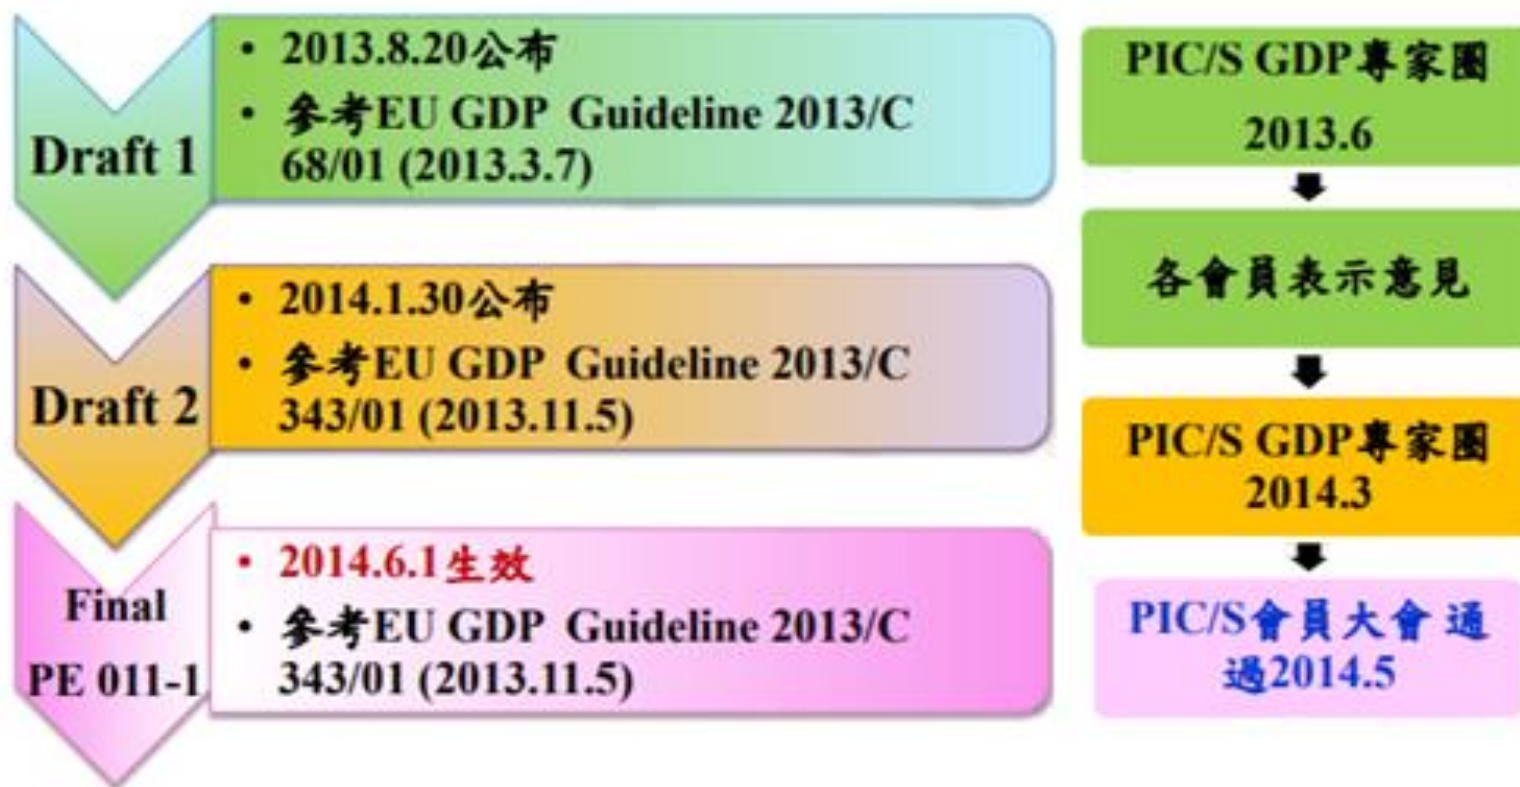 Draft 1
• 2013.8.20公布
• 參考EU GDP Guideline 2013/C
68/01 (2013.3.7)
Draft 2
• 2014.1.30公布
• 參考EU GDP Guideline 2013/C
343/01 (2013.11.5)
Final
PE 011-1
• 2014.6.1生效
• 參考EU GDP Guideline 2013/C
343/01 (2013.11.5)
PIC/S GDP專家圈
2013.6
各會員表示意見
PIC/S GDP專家圈
2014.3
PIC/S會員大會 通
過2014.5